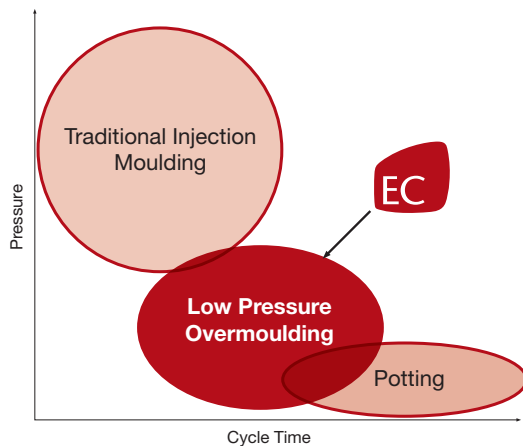 Traditional Injection
Moulding
EC
Pressure
Low Pressure
Overmoulding
Potting
Cycle Time